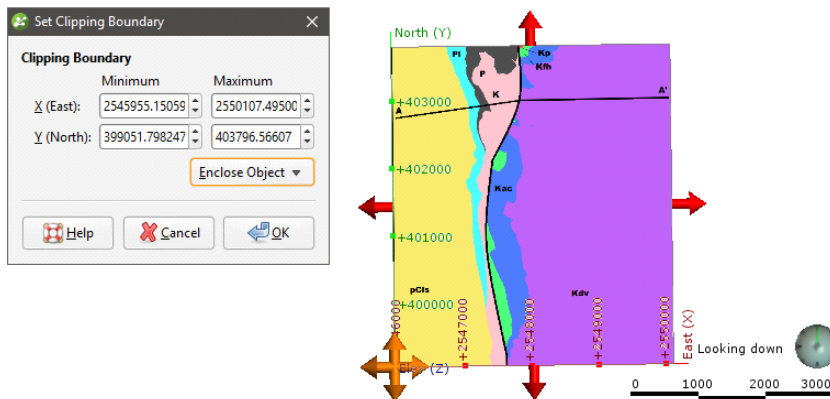 Set Clipping Boundary
Clipping Boundary
Minimum Maximum
X (East): 2545955.15059 2550107.49500
Y (North): 399051.798247 403796.56607
Enclose Object
Help Cancel OK
North (Y)
Pl Kp
P Kfh
K
+403000 A A'
+402000
Kac
+401000
pCls Kdv
+400000
46000 +2547000 +2548000 +2549000 +2550000 East (X)
Looking down
Elev (Z)
0 1000 2000 3000